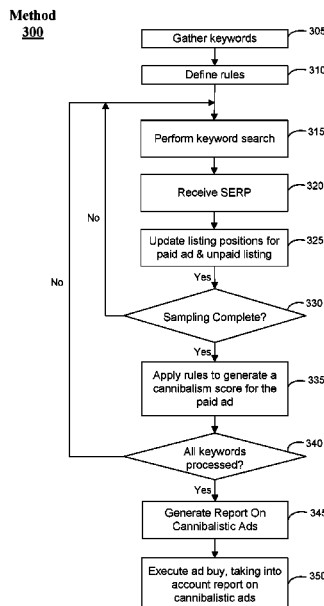 Method
300
Gather keywords
305
Define rules
310
Perform keyword search
315
Receive SERP
320
No
No
Update listing positions for
paid ad & unpaid listing
325
Yes
Sampling Complete?
330
Yes
Apply rules to generate a
cannibalism score for the
paid ad
335
All keywords
processed?
340
Yes
Generate Report On
Cannibalistic Ads
345
Execute ad buy, taking into
account report on
cannibalistic ads
350